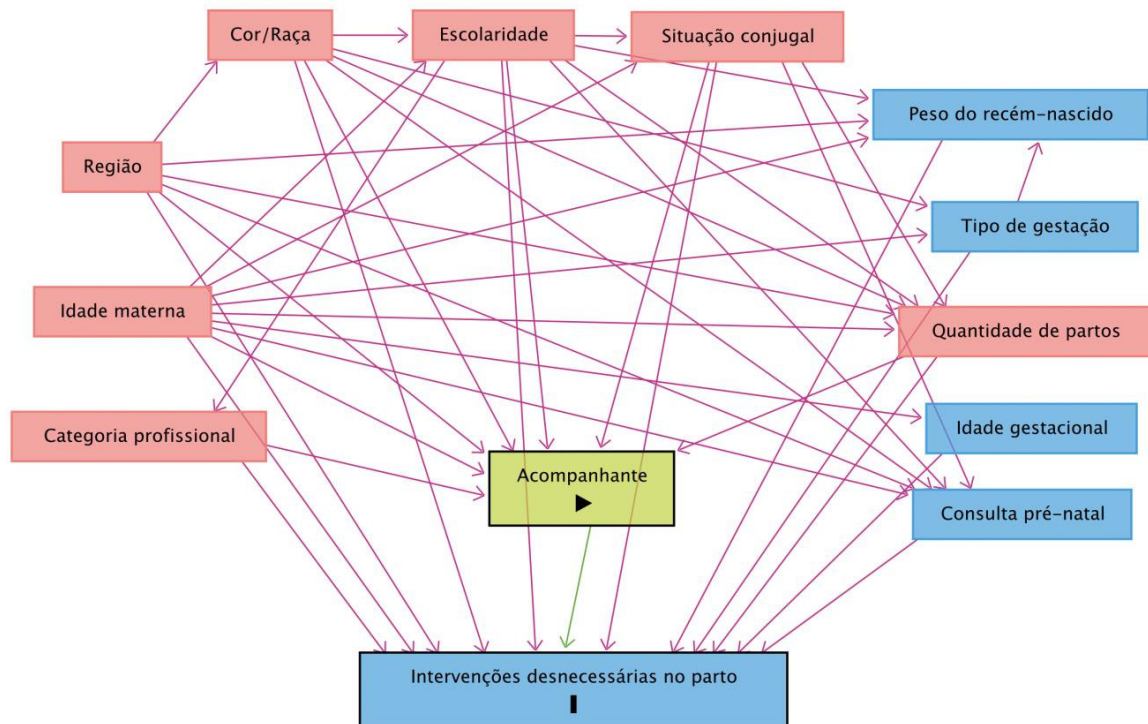 Cor/Raça
Escolaridade
Situação conjugal
Peso do recém-nascido
Região
Tipo de gestação
Idade materna
Quantidade de partos
Categoria profissional
Idade gestacional
Acompanhante
Consulta pré-natal
Intervenções desnecessárias no parto